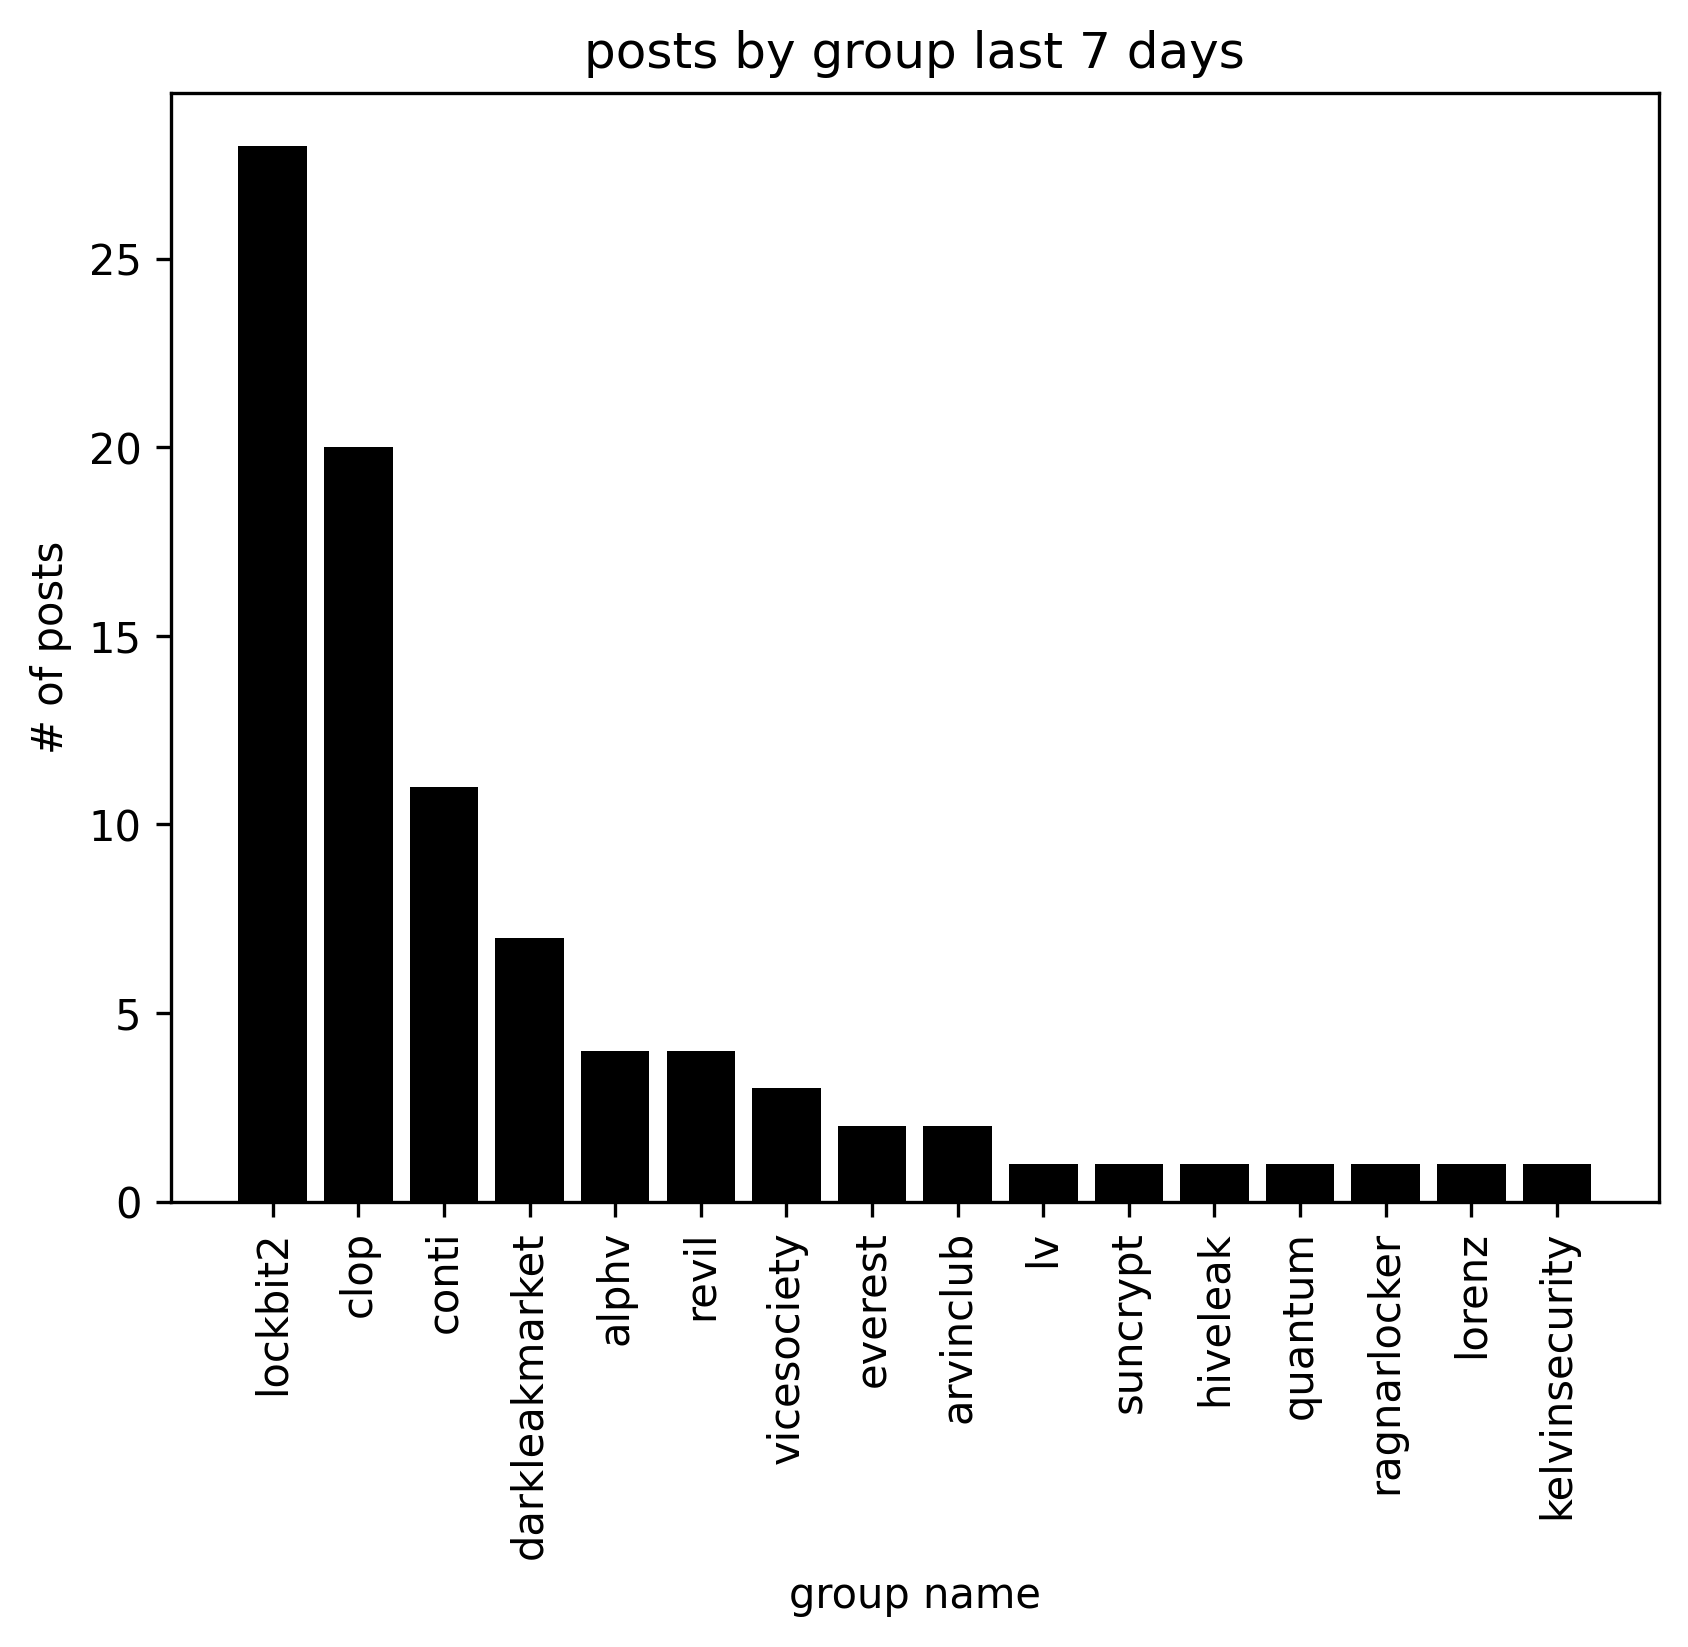 posts by group last 7 days
# of posts
25
20
15
10
5
0
lockbit2
clop
conti
darkleakmarket
alphv
revil
vicesociety
everest
arvinclub
lv
suncrypt
hiveleak
quantum
ragnarlocker
lorenz
kelvinsecurity
group name